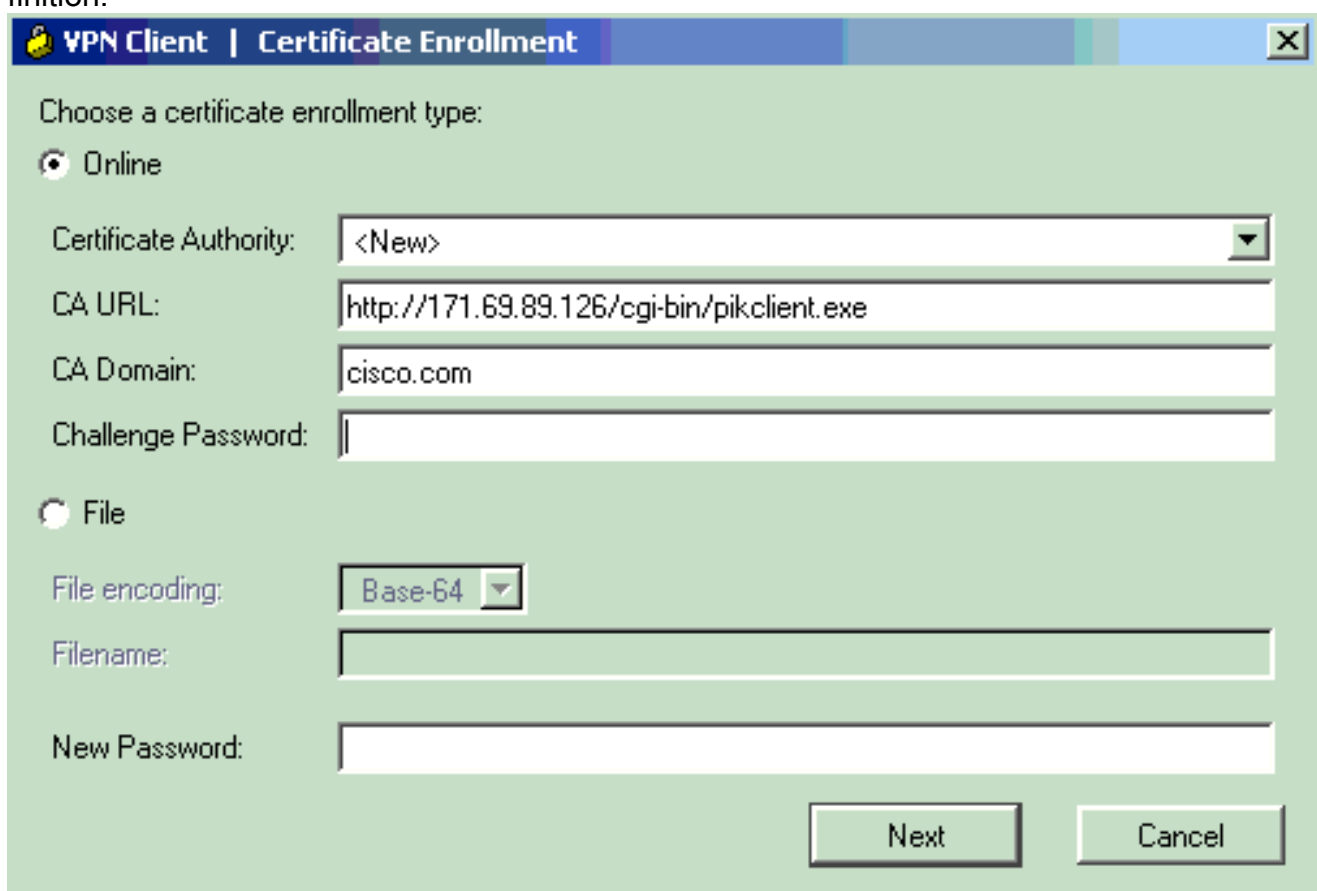 finition.
VPN Client | Certificate Enrollment
Choose a certificate enrollment type:
Online
Certificate Authority: <New>
CA URL: http://171.69.89.126/cgi-bin/pikclient.exe
CA Domain: cisco.com
Challenge Password:
File
File encoding: Base-64
Filename:
New Password:
Next Cancel